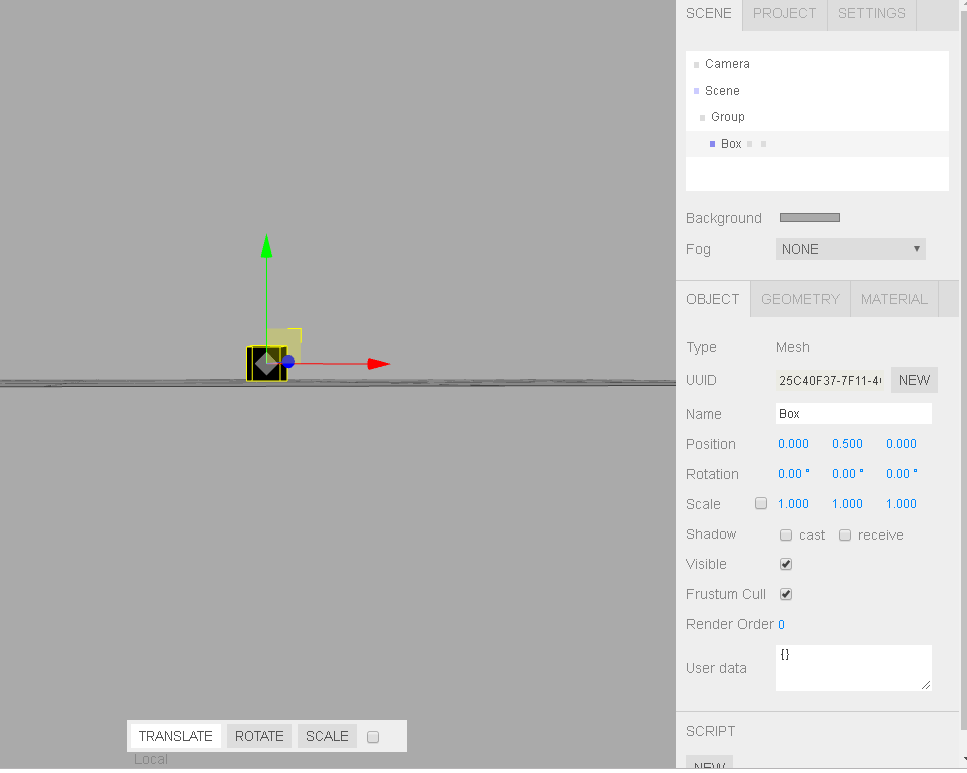 SCENE PROJECT SETTINGS
Camera
Scene
Group
Box
Background
Fog NONE
OBJECT GEOMETRY MATERIAL
Type Mesh
UUID 25C40F37-7F11-4 NEW
Name Box
Position 0.000 0.500 0.000
Rotation 0.00 ° 0.00 ° 0.00 °
Scale 1.000 1.000 1.000
Shadow cast receive
Visible
Frustum Cull
Render Order 0
User data {}
TRANSLATE ROTATE SCALE
Local
SCRIPT
NEW